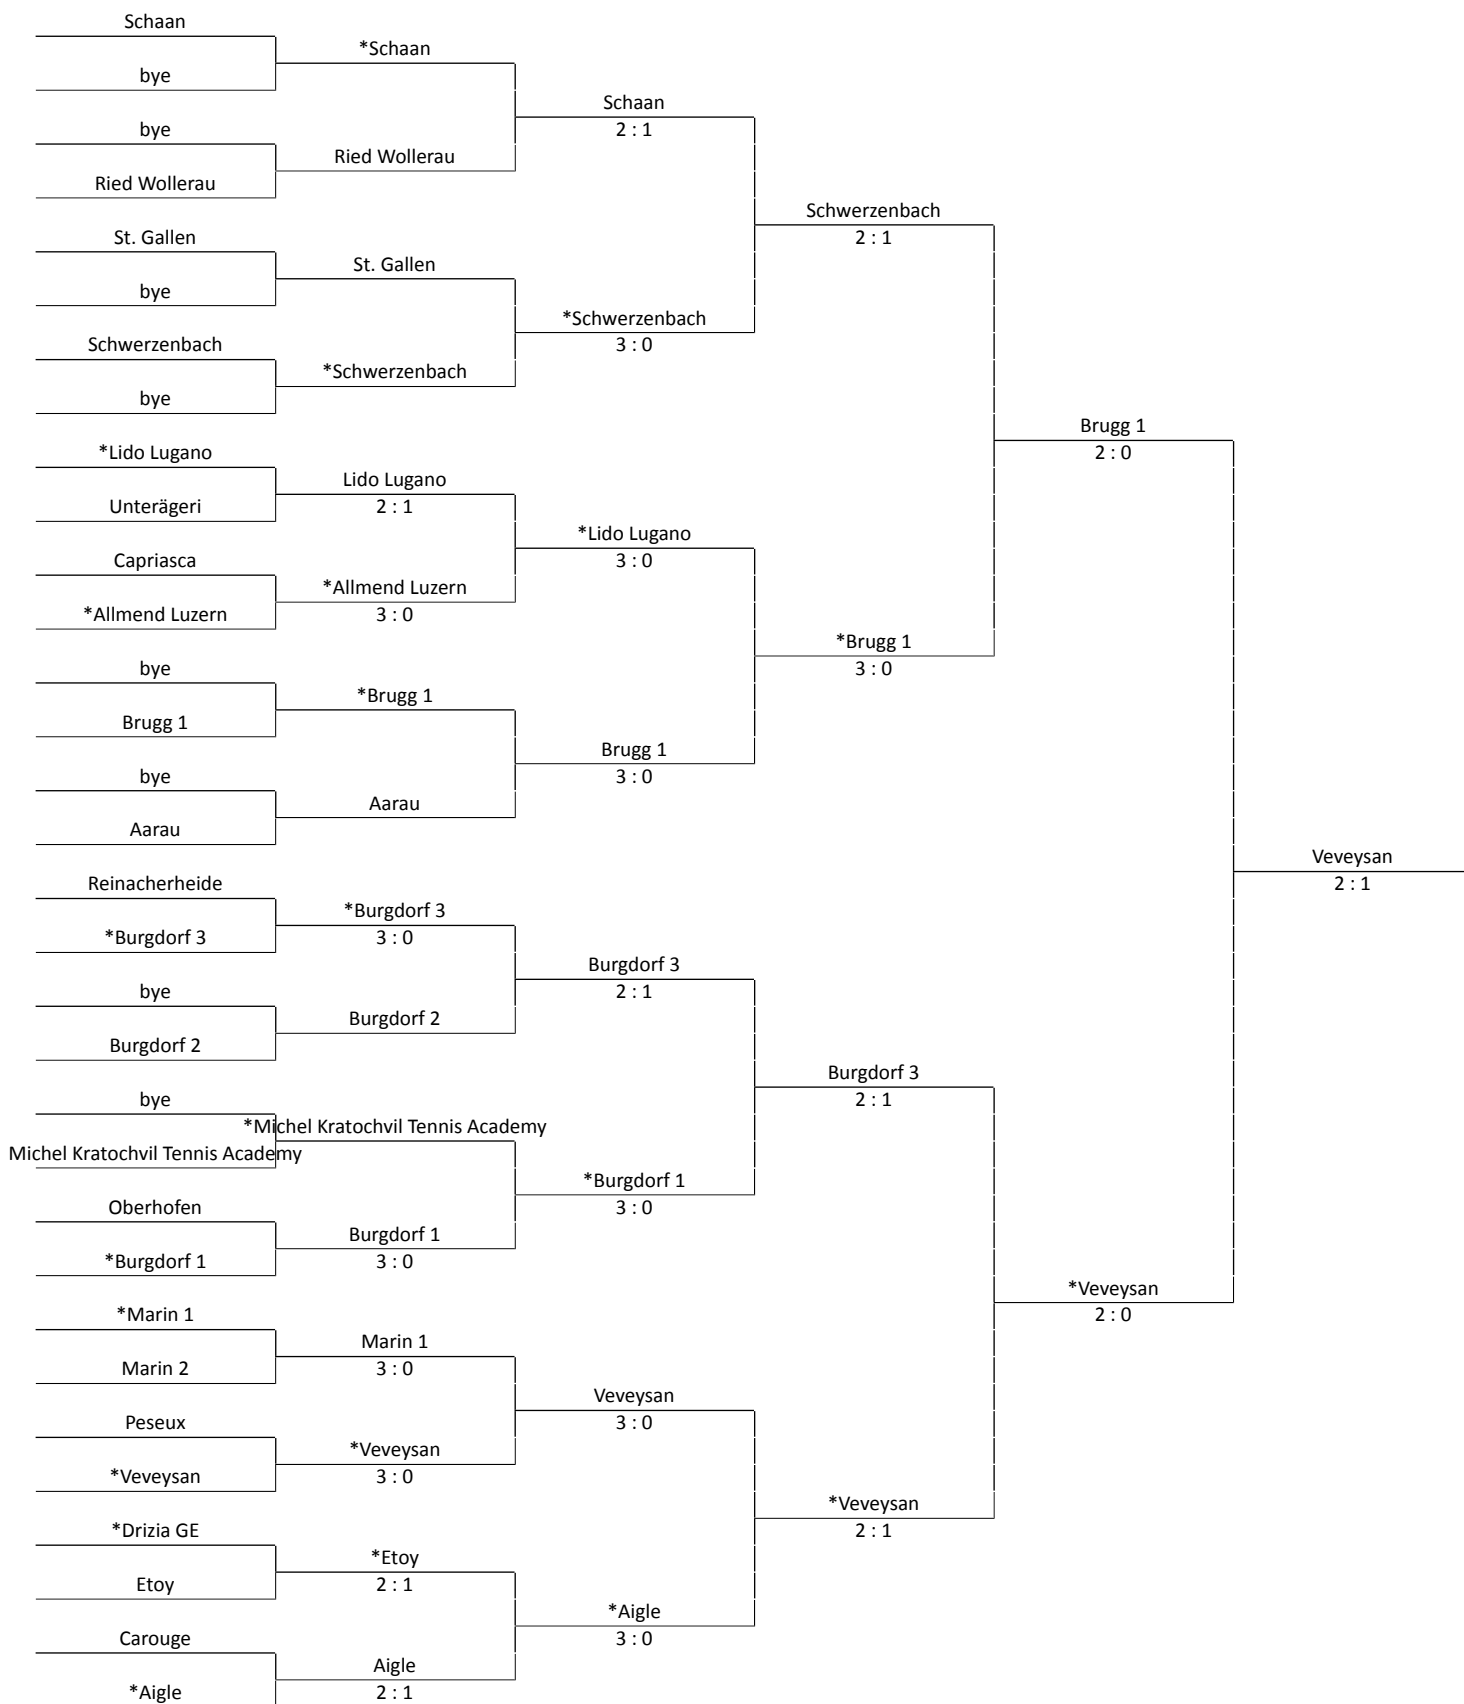 Schaan
*Schaan
bye
Schaan
2 : 1
bye
Ried Wollerau
Ried Wollerau
Schwerzenbach
2 : 1
St. Gallen
St. Gallen
bye
*Schwerzenbach
3 : 0
Schwerzenbach
*Schwerzenbach
bye
Brugg 1
2 : 0
*Lido Lugano
Lido Lugano
2 : 1
Unterägeri
*Lido Lugano
3 : 0
Capriasca
*Allmend Luzern
3 : 0
*Allmend Luzern
*Brugg 1
3 : 0
bye
*Brugg 1
Brugg 1
Brugg 1
3 : 0
bye
Aarau
Aarau
Veveysan
2 : 1
Reinacherheide
*Burgdorf 3
3 : 0
*Burgdorf 3
Burgdorf 3
2 : 1
bye
Burgdorf 2
Burgdorf 2
Burgdorf 3
2 : 1
bye
*Michel Kratochvil Tennis Academy
Michel Kratochvil Tennis Academy
*Burgdorf 1
3 : 0
Oberhofen
Burgdorf 1
3 : 0
*Burgdorf 1
*Veveysan
2 : 0
*Marin 1
Marin 1
3 : 0
Marin 2
Veveysan
3 : 0
Peseux
*Veveysan
3 : 0
*Veveysan
*Veveysan
2 : 1
*Drizia GE
*Etoy
2 : 1
Etoy
*Aigle
3 : 0
Carouge
Aigle
2 : 1
*Aigle